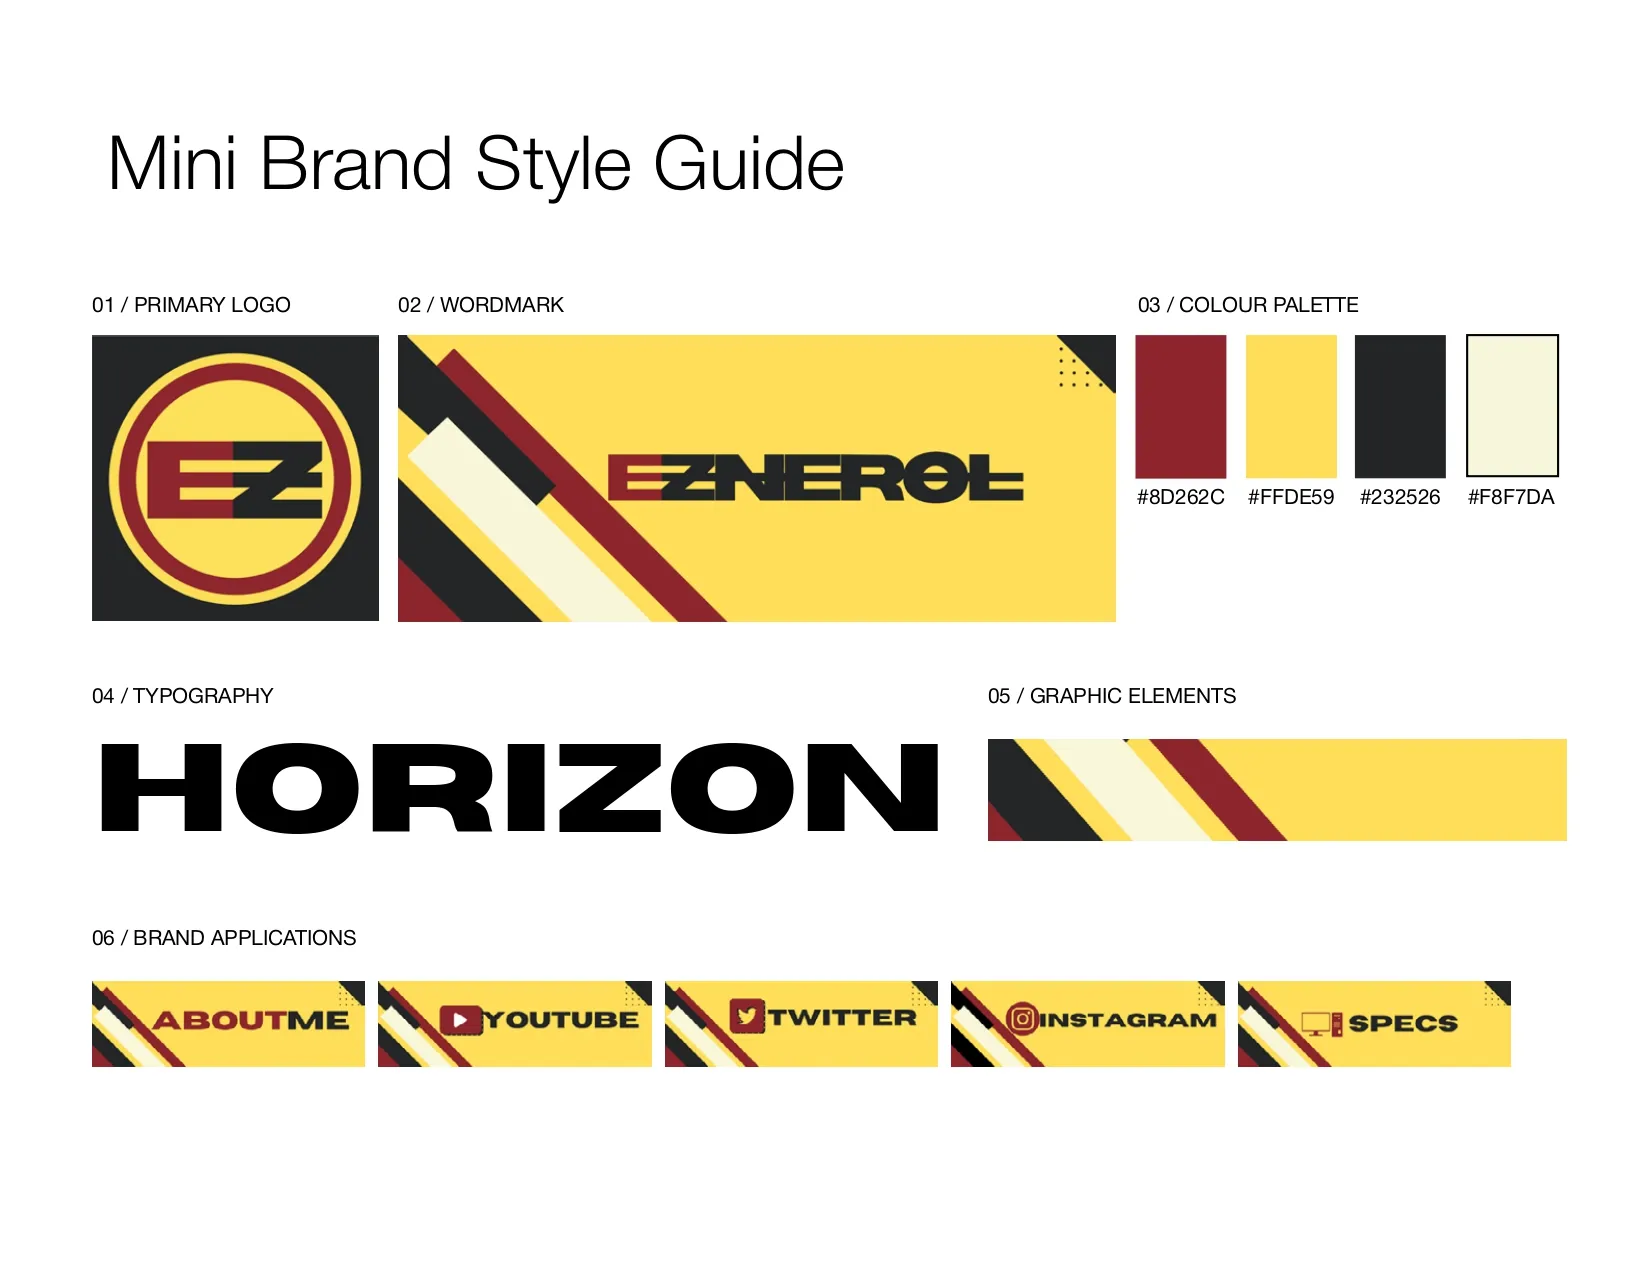 Mini Brand Style Guide
01 / PRIMARY LOGO
02 / WORDMARK
03 / COLOUR PALETTE
EZ
EZNEROL
#8D262C
#FFDE59
#232526
#F8F7DA
04 / TYPOGRAPHY
05 / GRAPHIC ELEMENTS
HORIZON
06 / BRAND APPLICATIONS
ABOUTME
YOUTUBE
TWITTER
INSTAGRAM
SPECS